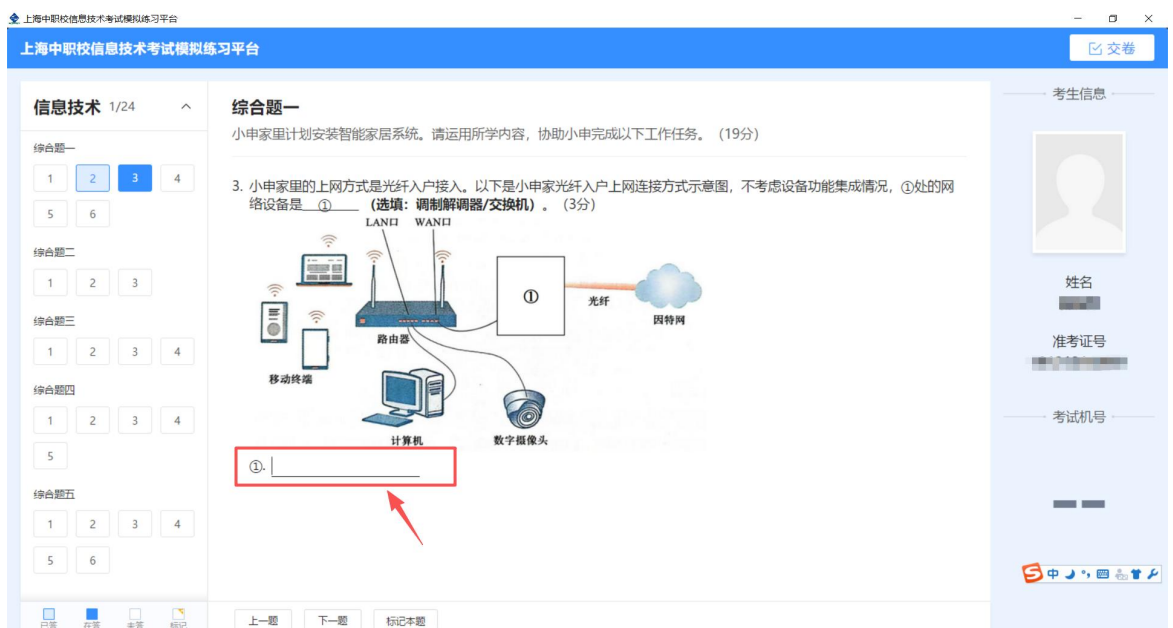 上海中职校信息技术考试模拟练习平台
上海中职校信息技术考试模拟练习平台
交卷
信息技术 1/24
综合题一
1 2 3 4
5 6
综合题二
1 2 3
综合题三
1 2 3 4
综合题四
1 2 3 4
5
综合题五
1 2 3 4
5 6
已答 在答 未答 标记
综合题一
小申家里计划安装智能家居系统。请运用所学内容，协助小申完成以下工作任务。（19分）
3. 小申家里的上网方式是光纤入户接入。以下是小申家光纤入户上网连接方式示意图，不考虑设备功能集成情况，①处的网
络设备是 ① （选填：调制解调器/交换机）。（3分）
LAN口 WAN口
①
光纤
因特网
路由器
移动终端
计算机
数字摄像头
①.
上一题 下一题 标记本题
考生信息
姓名
准考证号
考试机号
中